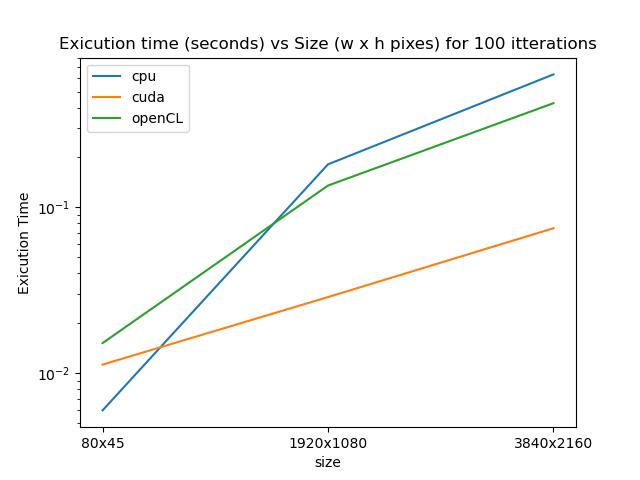 Exicution time (seconds) vs Size (w x h pixes) for 100 itterations
cpu
cuda
openCL
Exicution Time
10⁻¹
10⁻²
80x45
1920x1080
3840x2160
size